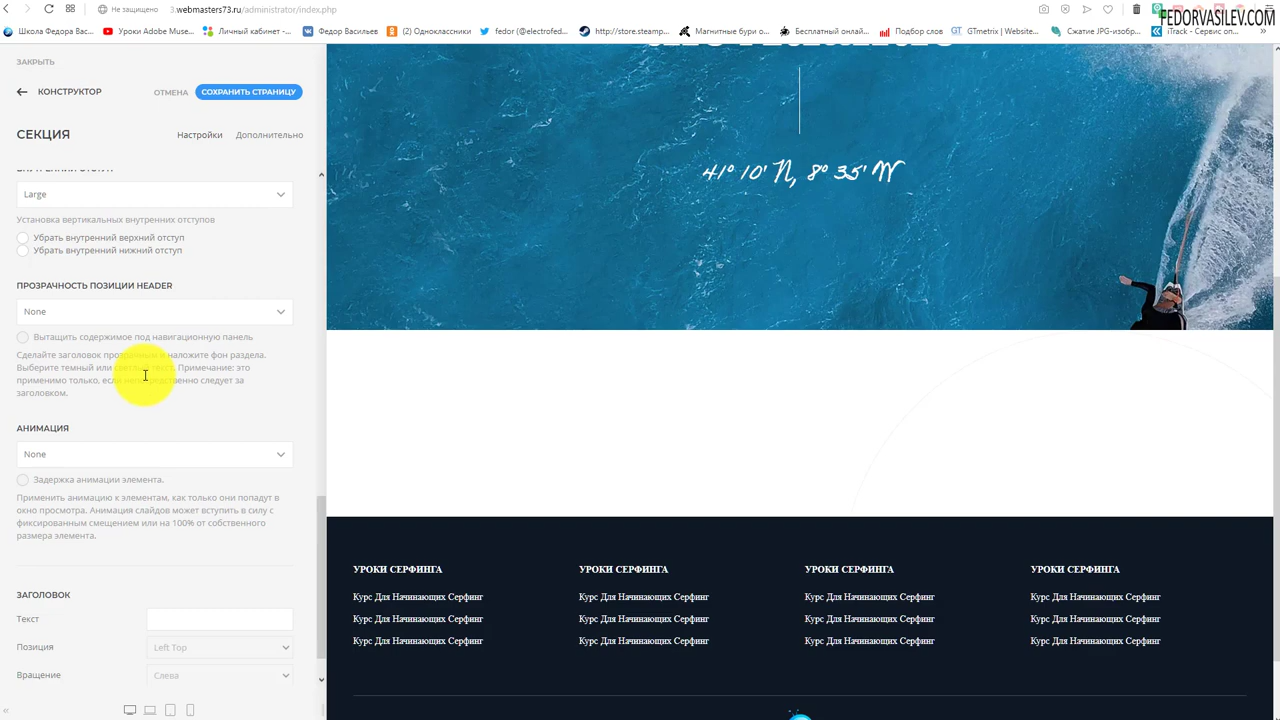 Не защищено
3.webmasters73.ru/administrator/index.php
FEDORVASILEV.COM
Школа Федора Вас...
Уроки Adobe Muse...
Личный кабинет -...
Федор Васильев
(2) Одноклассники
fedor (@electrofed...
http://store.steamp...
Магнитные бури о...
Бесплатный онлай...
Подбор слов
GTmetrix | Website...
Сжатие JPG-изобр...
iTrack - Сервис оп...
ЗАКРЫТЬ
КОНСТРУКТОР
ОТМЕНА
СОХРАНИТЬ СТРАНИЦУ
СЕКЦИЯ
Настройки
Дополнительно
Large
Установка вертикальных внутренних отступов
Убрать внутренний верхний отступ
Убрать внутренний нижний отступ
ПРОЗРАЧНОСТЬ ПОЗИЦИИ HEADER
None
Вытащить содержимое под навигационную панель
Сделайте заголовок прозрачным и наложите фон раздела.
Выберите темный или светлый текст. Примечание: это
применимо только, если непосредственно следует за
заголовком.
АНИМАЦИЯ
None
Задержка анимации элемента.
Применить анимацию к элементам, как только они попадут в
окно просмотра. Анимация слайдов может вступить в силу с
фиксированным смещением или на 100% от собственного
размера элемента.
ЗАГОЛОВОК
Текст
Позиция
Left Top
Вращение
Слева
41° 10' N, 8° 35' W
УРОКИ СЕРФИНГА
Курс Для Начинающих Серфинг
Курс Для Начинающих Серфинг
Курс Для Начинающих Серфинг
УРОКИ СЕРФИНГА
Курс Для Начинающих Серфинг
Курс Для Начинающих Серфинг
Курс Для Начинающих Серфинг
УРОКИ СЕРФИНГА
Курс Для Начинающих Серфинг
Курс Для Начинающих Серфинг
Курс Для Начинающих Серфинг
УРОКИ СЕРФИНГА
Курс Для Начинающих Серфинг
Курс Для Начинающих Серфинг
Курс Для Начинающих Серфинг